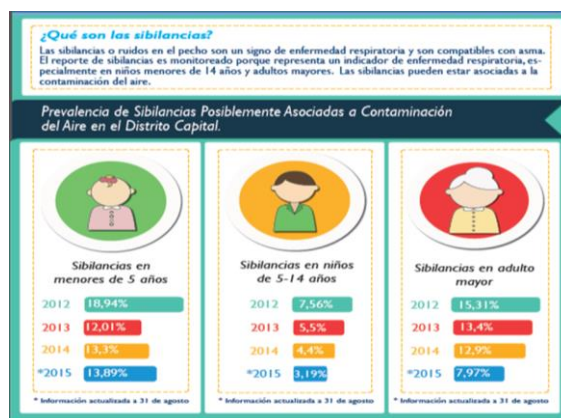 ¿Qué son las sibilancias?
Las sibilancias o ruidos en el pecho son un signo de enfermedad respiratoria y son compatibles con asma.
El reporte de sibilancias es monitoreado porque representa un indicador de enfermedad respiratoria, es-
pecialmente en niños menores de 14 años y adultos mayores. Las sibilancias pueden estar asociadas a la
contaminación del aire.
Prevalencia de Sibilancias Posiblemente Asociadas a Contaminación
del Aire en el Distrito Capital.
Sibilancias en
menores de 5 años
2012 18,94%
2013 12,01%
2014 13,3%
*2015 13,89%
* Información actualizada a 31 de agosto
Sibilancias en niños
de 5-14 años
2012 7,56%
2013 5,5%
2014 4,4%
*2015 3,19%
* Información actualizada a 31 de agosto
Sibilancias en adulto
mayor
2012 15,31%
2013 13,4%
2014 12,9%
*2015 7,97%
* Información actualizada a 31 de agosto